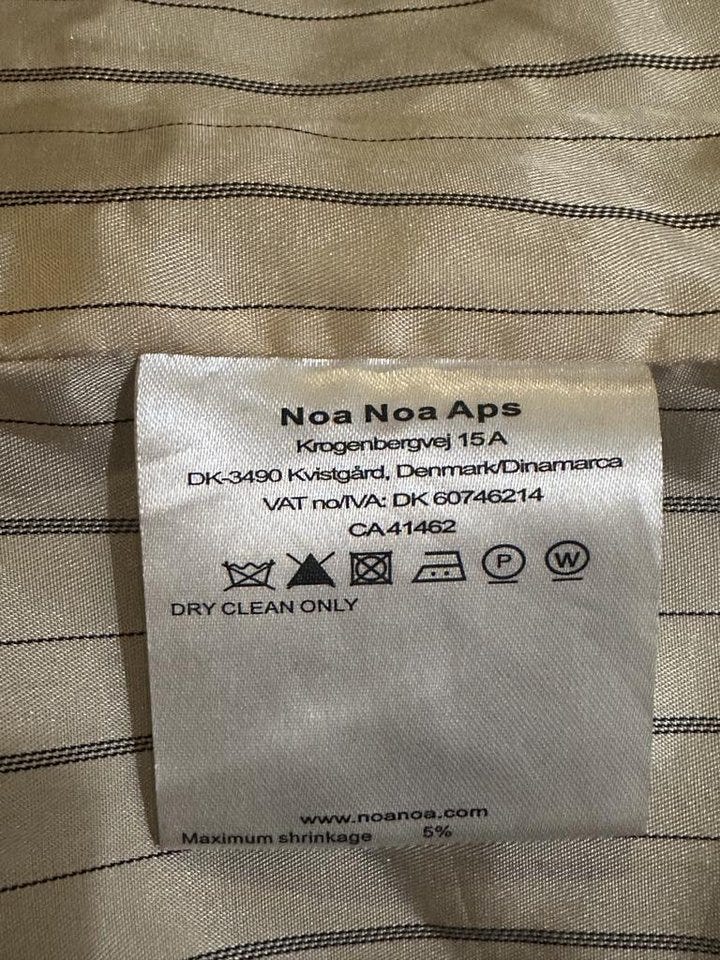 Noa Noa Aps
Krogenbergvej 15 A
DK-3490 Kvistgård, Denmark/Dinamarca
VAT no/IVA: DK 60746214
CA 41462
P W
DRY CLEAN ONLY
www.noanoa.com
Maximum shrinkage 5%